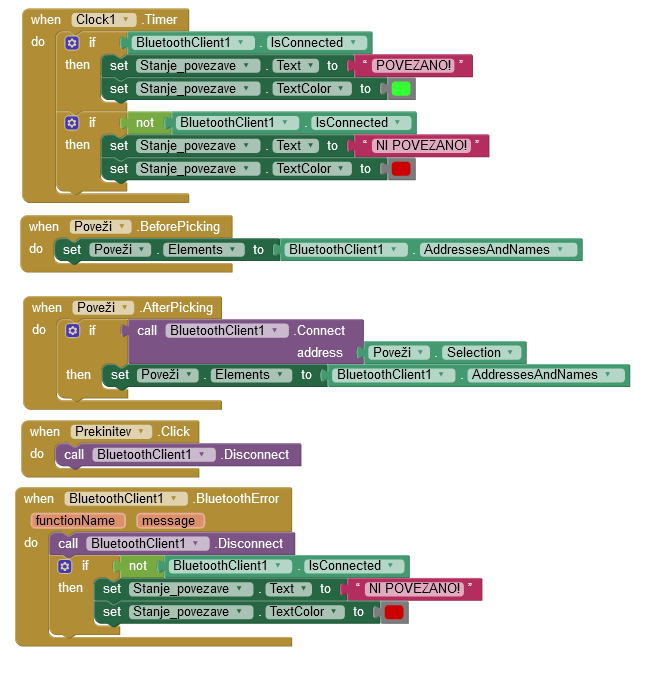 when Clock1 .Timer
do if BluetoothClient1 . IsConnected
then set Stanje_povezave . Text to " POVEZANO! "
set Stanje_povezave . TextColor to
if not BluetoothClient1 . IsConnected
then set Stanje_povezave . Text to " NI POVEZANO! "
set Stanje_povezave . TextColor to
when Poveži .BeforePicking
do set Poveži . Elements to BluetoothClient1 . AddressesAndNames
when Poveži .AfterPicking
do if call BluetoothClient1 .Connect
address Poveži . Selection
then set Poveži . Elements to BluetoothClient1 . AddressesAndNames
when Prekinitev .Click
do call BluetoothClient1 .Disconnect
when BluetoothClient1 .BluetoothError
functionName message
do call BluetoothClient1 .Disconnect
if not BluetoothClient1 . IsConnected
then set Stanje_povezave . Text to " NI POVEZANO! "
set Stanje_povezave . TextColor to